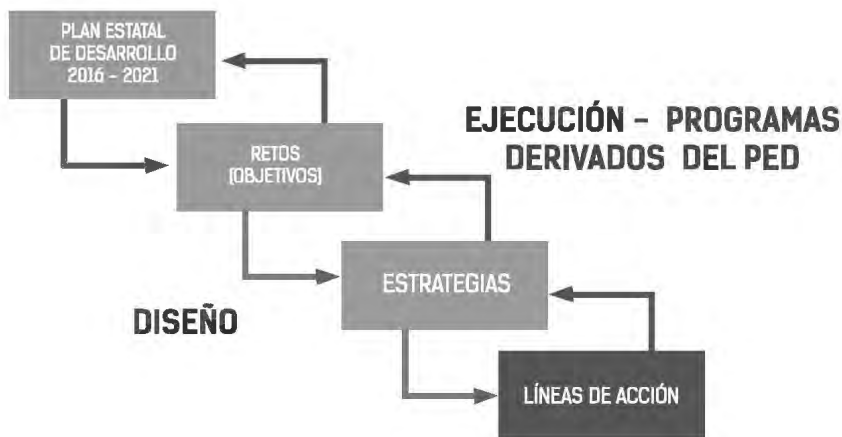 PLAN ESTATAL
DE DESARROLLO
2016 - 2021
RETOS
(OBJETIVOS)
EJECUCIÓN - PROGRAMAS
DERIVADOS DEL PED
ESTRATEGIAS
DISEÑO
LÍNEAS DE ACCIÓN